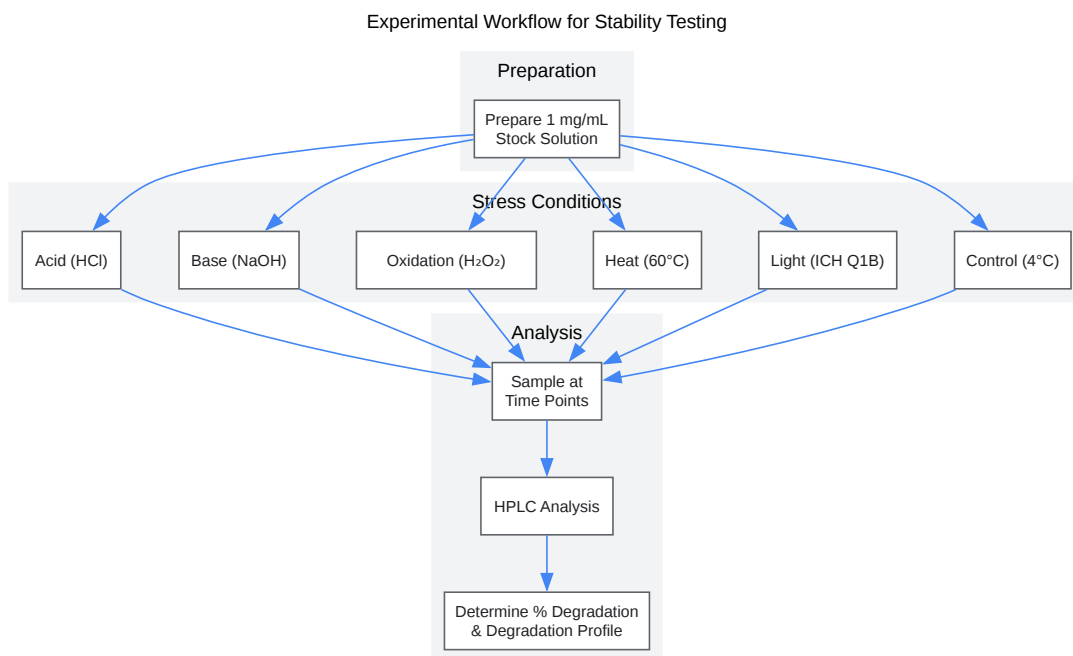 Experimental Workflow for Stability Testing
Preparation
Prepare 1 mg/mL
Stock Solution
Stress Conditions
Acid (HCl)
Base (NaOH)
Oxidation (H₂O₂)
Heat (60°C)
Light (ICH Q1B)
Control (4°C)
Analysis
Sample at
Time Points
HPLC Analysis
Determine % Degradation
& Degradation Profile